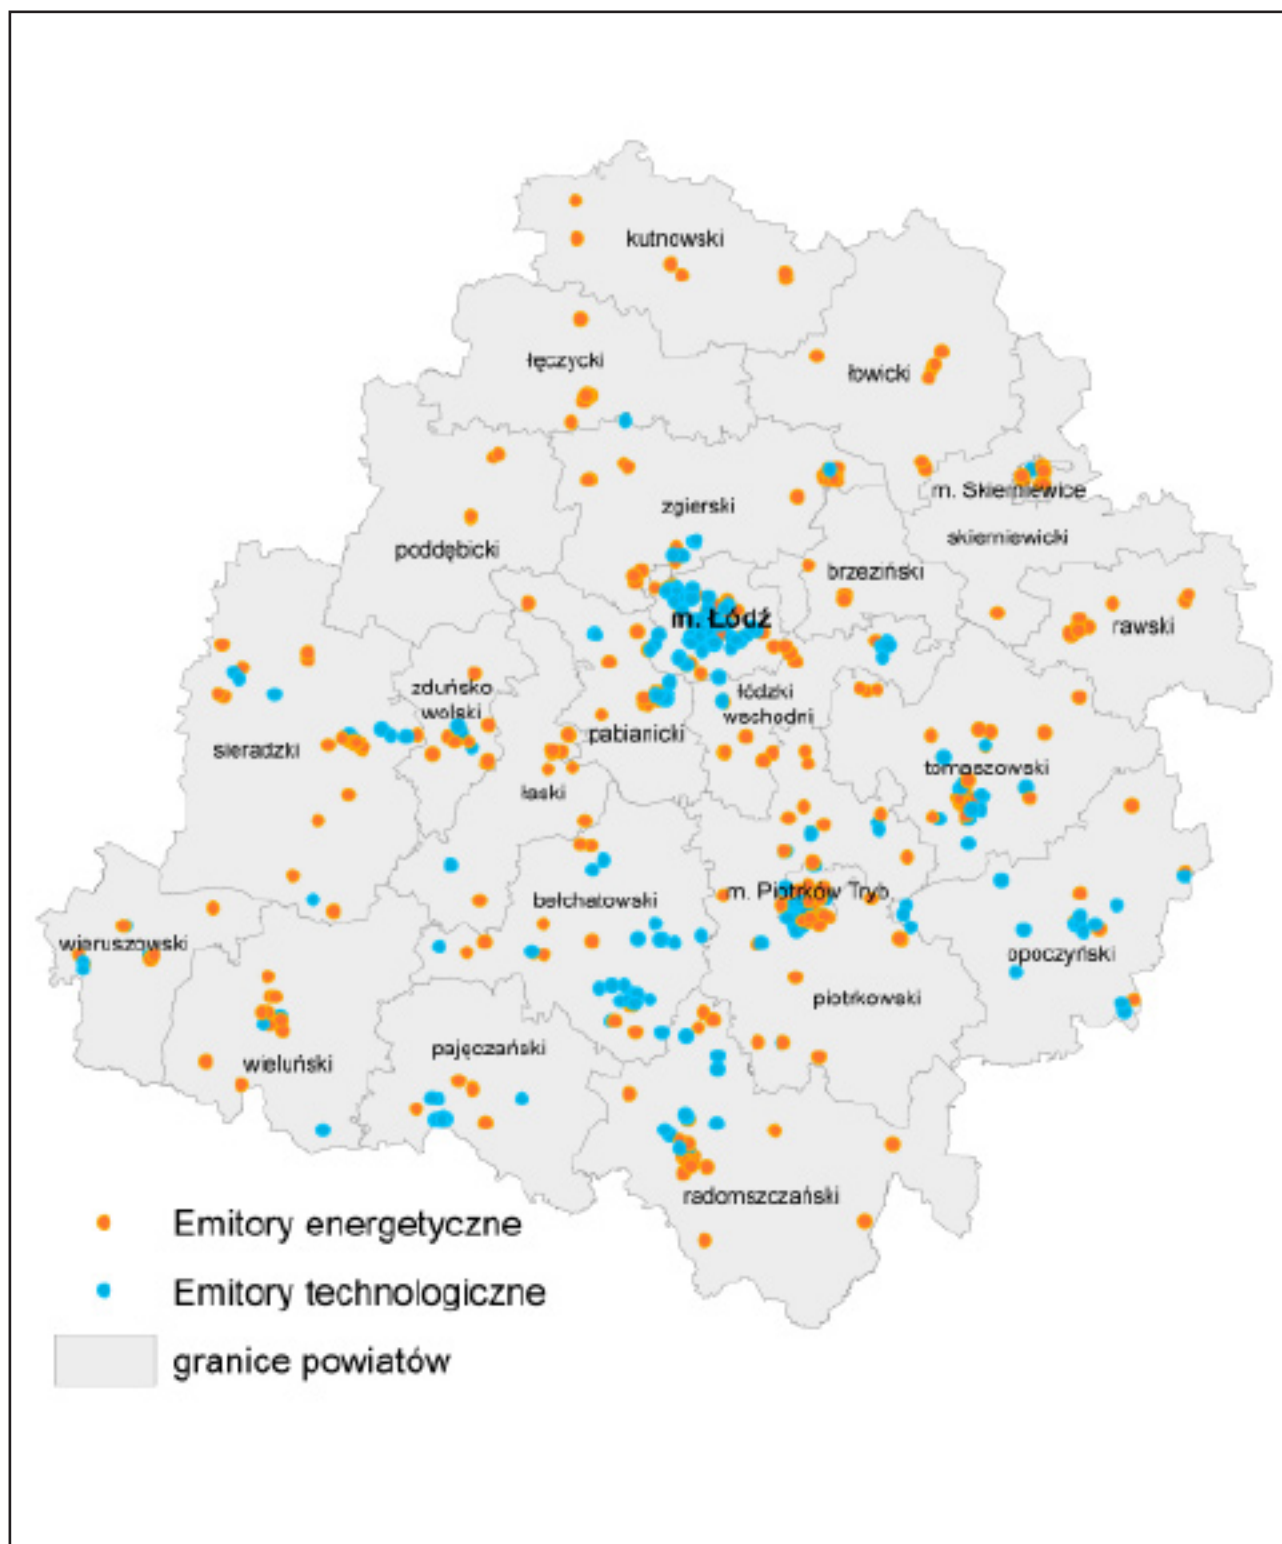 kutnowski
łęczycki
łowicki
m. Skierniewice
zgierski
skierniewicki
poddębicki
brzeziński
m. Łódź
rawski
zduńsko
wolski
łódzki
wschodni
sieradzki
pabianicki
tomaszowski
łaski
m. Piotrków Tryb.
bełchatowski
wieruszowski
opoczyński
piotrkowski
wieluński
pajęczański
radomszczański
Emitory energetyczne
Emitory technologiczne
granice powiatów